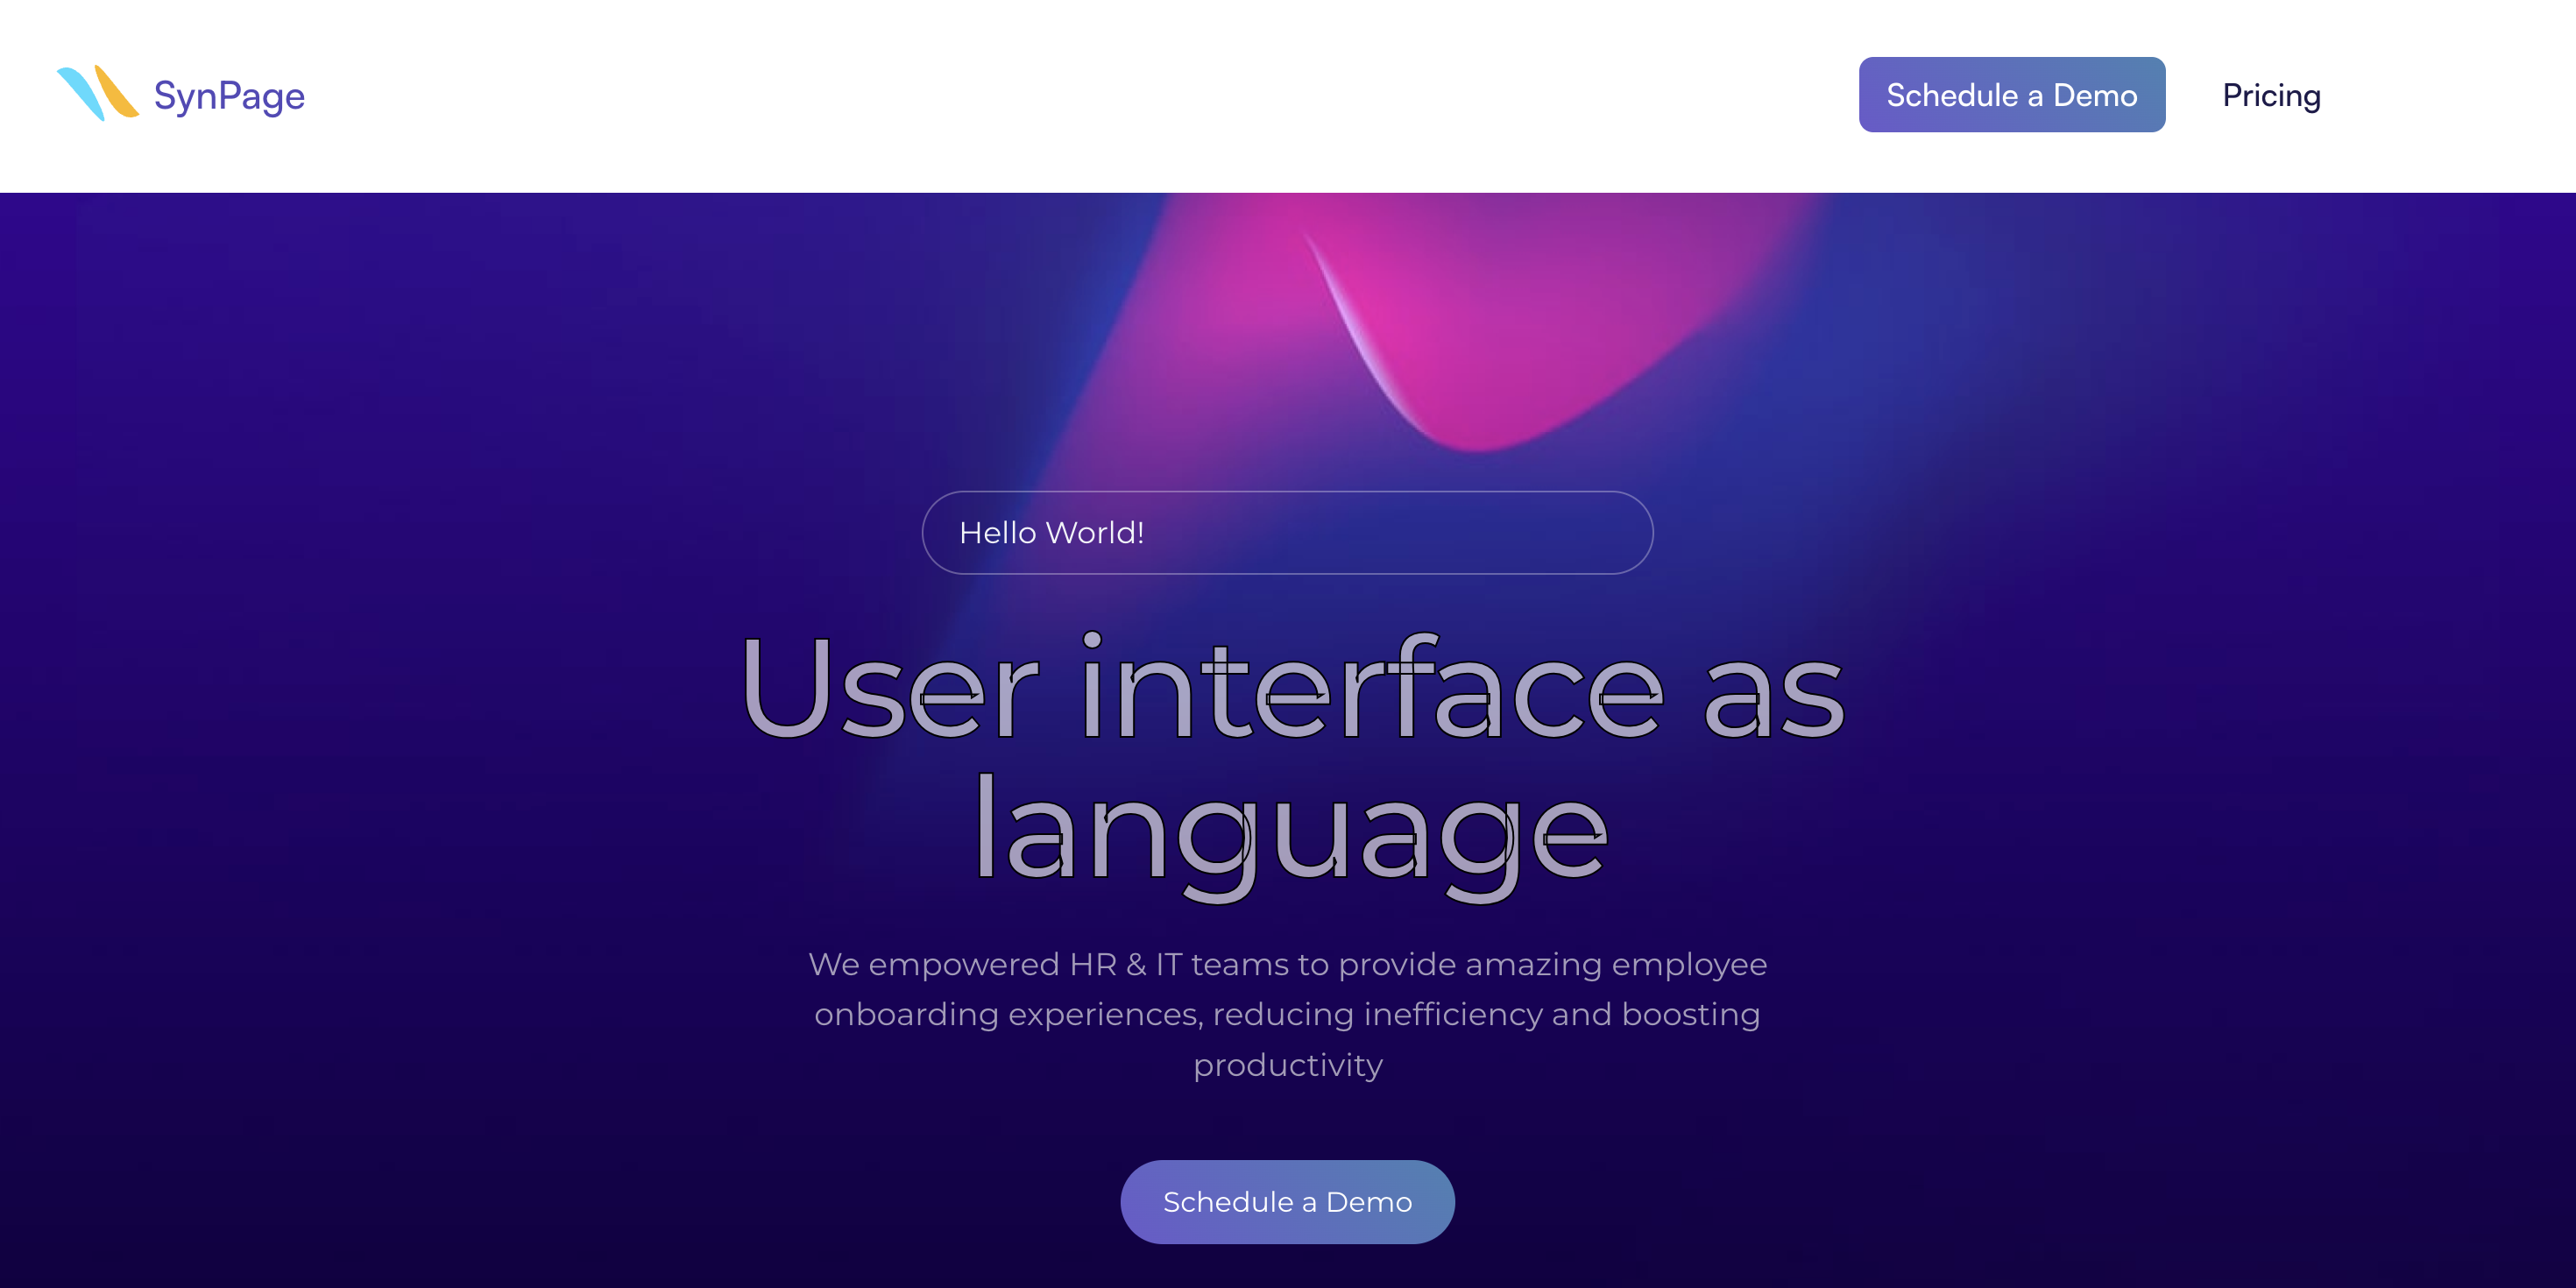 SynPage
Schedule a Demo
Pricing
Hello World!
User interface as
language
We empowered HR & IT teams to provide amazing employee
onboarding experiences, reducing inefficiency and boosting
productivity
Schedule a Demo